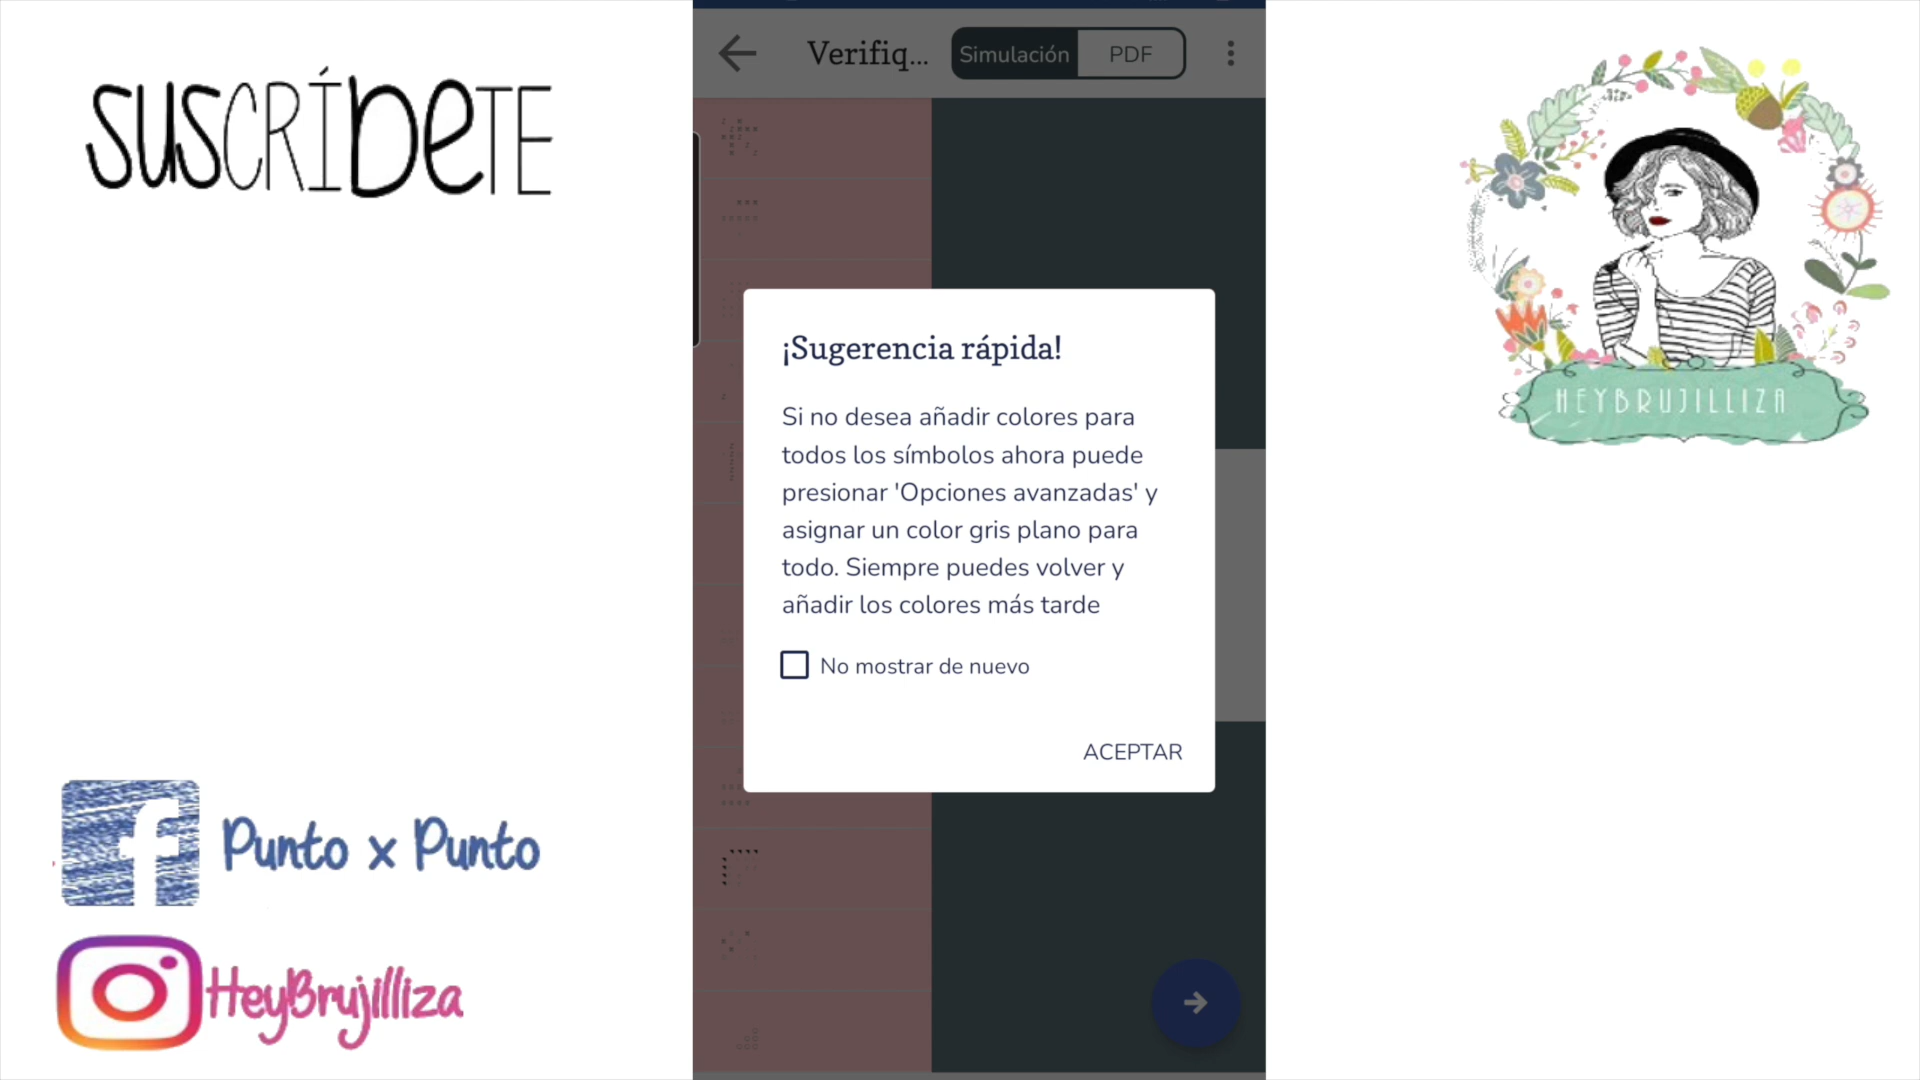 SUSCRÍBETE
Verifiq...
Simulación
PDF
¡Sugerencia rápida!
Si no desea añadir colores para
todos los símbolos ahora puede
presionar 'Opciones avanzadas' y
asignar un color gris plano para
todo. Siempre puedes volver y
añadir los colores más tarde
No mostrar de nuevo
ACEPTAR
HEYBRUJILLIZA
Punto x Punto
HeyBrujilliza